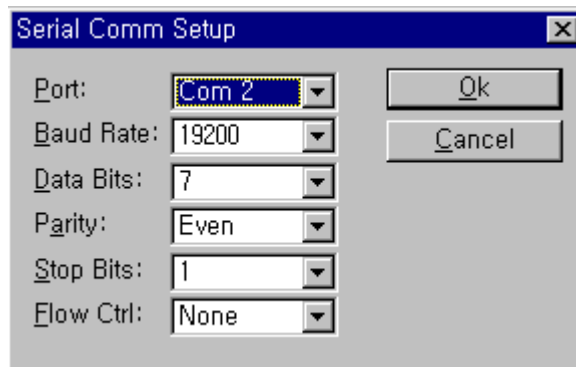 Serial Comm Setup
Port: Com 2
Baud Rate: 19200
Data Bits: 7
Parity: Even
Stop Bits: 1
Flow Ctrl: None
Ok
Cancel